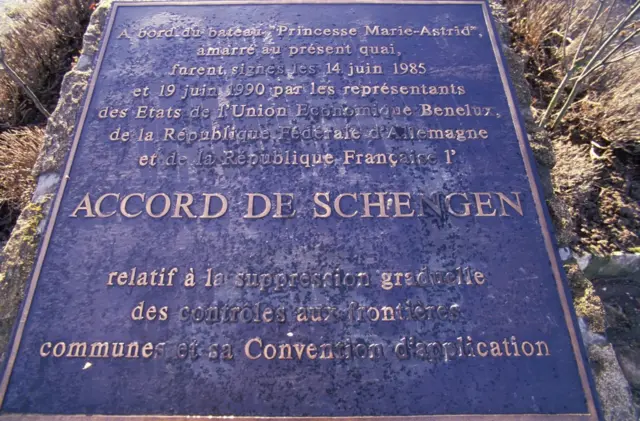 A bord du bateau "Princesse Marie-Astrid",
amarré au présent quai,
furent signés les 14 juin 1985
et 19 juin 1990 par les représentants
des Etats de l'Union Economique Benelux,
de la République Fédérale d'Allemagne
et de la République Française l'
ACCORD DE SCHENGEN
relatif à la suppression graduelle
des contrôles aux frontières
communes et sa Convention d'application